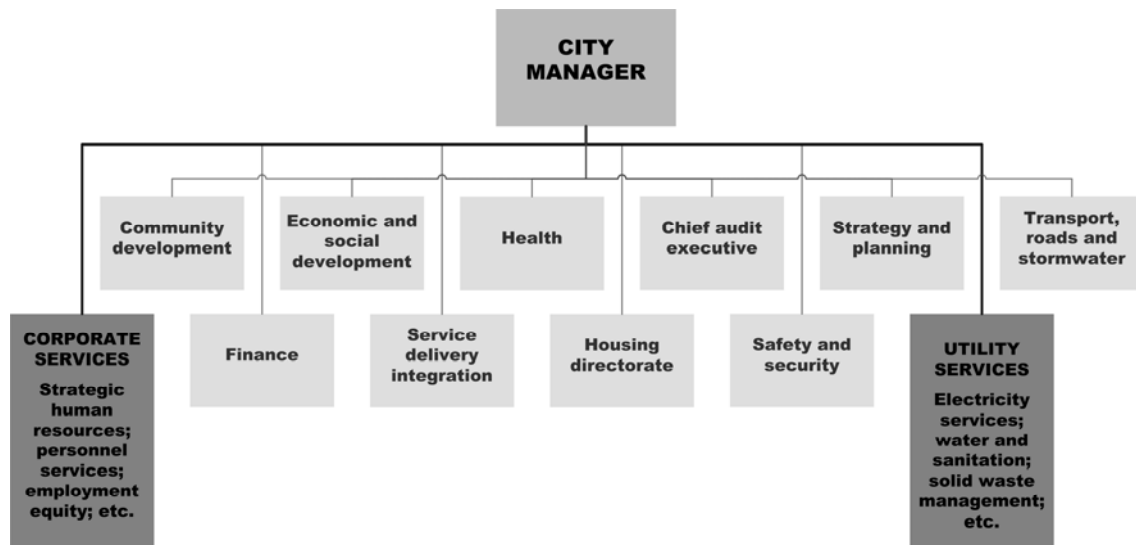 CITY
MANAGER
Community
development
Economic and
social
development
Health
Chief audit
executive
Strategy and
planning
Transport,
roads and
stormwater
CORPORATE
SERVICES
Strategic
human
resources;
personnel
services;
employment
equity; etc.
Finance
Service
delivery
integration
Housing
directorate
Safety and
security
UTILITY
SERVICES
Electricity
services;
water and
sanitation;
solid waste
management;
etc.